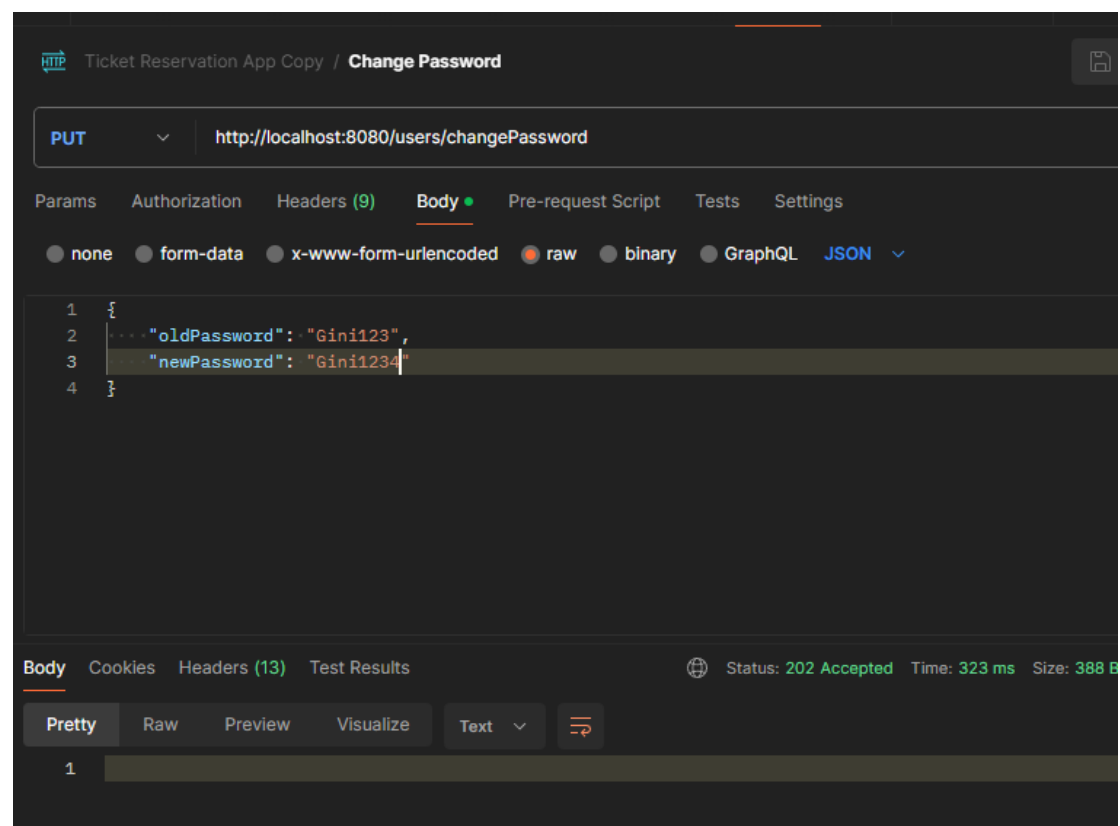 HTTP Ticket Reservation App Copy / Change Password
PUT http://localhost:8080/users/changePassword
Params Authorization Headers (9) Body Pre-request Script Tests Settings
none form-data x-www-form-urlencoded raw binary GraphQL JSON
1 {
2 "oldPassword": "Gini123",
3 "newPassword": "Gini1234"
4 }
Body Cookies Headers (13) Test Results Status: 202 Accepted Time: 323 ms Size: 388 B
Pretty Raw Preview Visualize Text
1